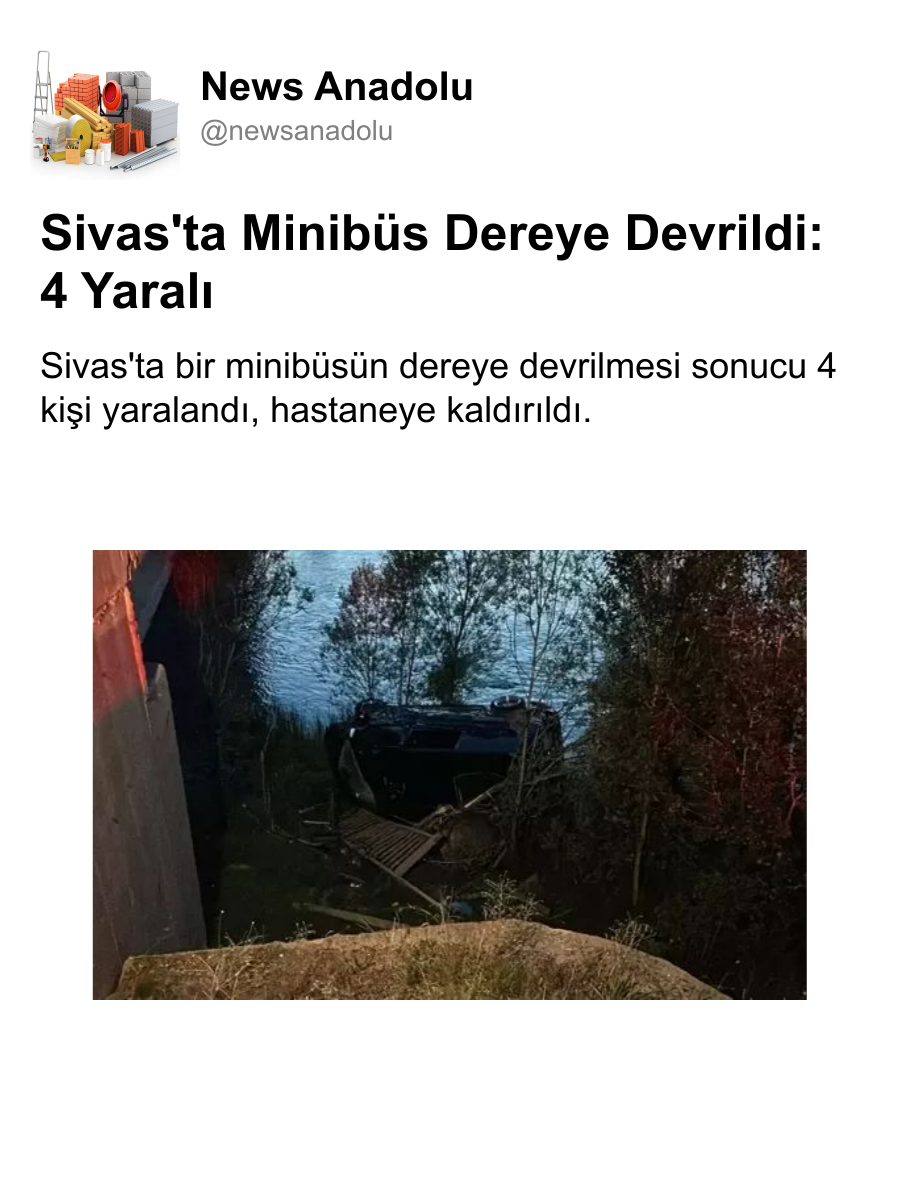 News Anadolu
@newsanadolu
Sivas'ta Minibüs Dereye Devrildi:
4 Yaralı
Sivas'ta bir minibüsün dereye devrilmesi sonucu 4
kişi yaralandı, hastaneye kaldırıldı.